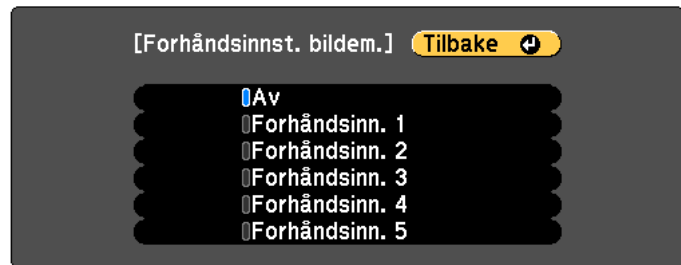 [Forhåndsinnst. bildem.] Tilbake
Av
Forhåndsinn. 1
Forhåndsinn. 2
Forhåndsinn. 3
Forhåndsinn. 4
Forhåndsinn. 5